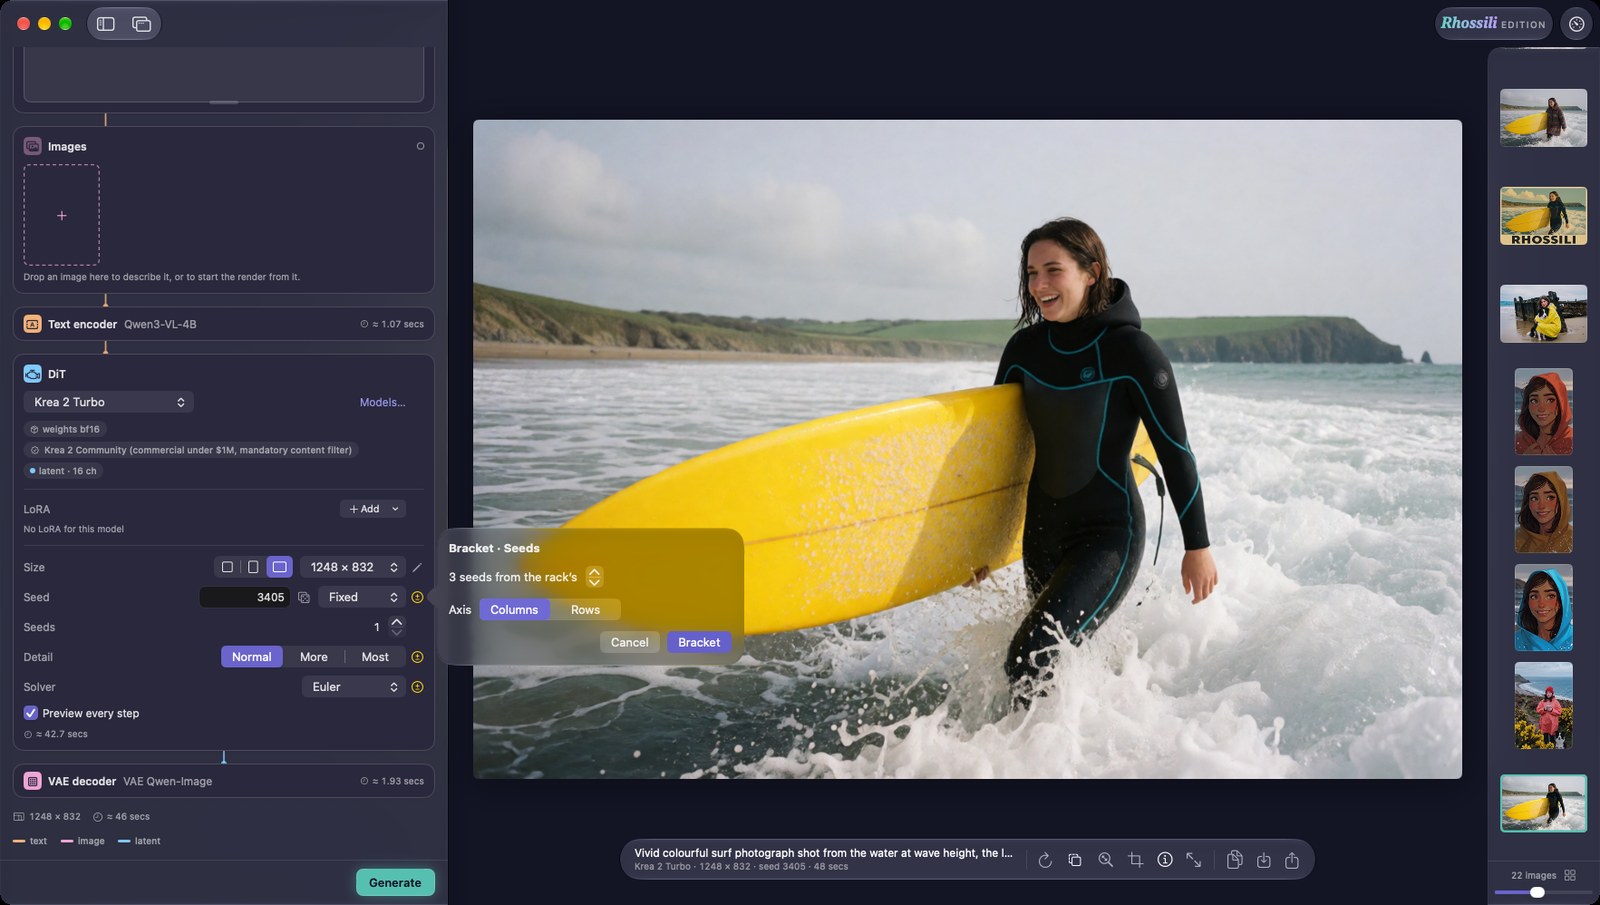 Rhossili EDITION
Images
Drop an image here to describe it, or to start the render from it.
Text encoder Qwen3-VL-4B ≈ 1.07 secs
DiT
Krea 2 Turbo Models...
weights bf16
Krea 2 Community (commercial under $1M, mandatory content filter)
latent · 16 ch
LoRA + Add
No LoRA for this model
Size 1248 × 832
Seed 3405 Fixed
Seeds 1
Detail Normal More Most
Solver Euler
Preview every step
≈ 42.7 secs
VAE decoder VAE Qwen-Image ≈ 1.93 secs
1248 × 832 ≈ 46 secs
text image latent
Generate
Bracket · Seeds
3 seeds from the rack's
Axis Columns Rows
Cancel Bracket
Vivid colourful surf photograph shot from the water at wave height, the l...
Krea 2 Turbo · 1248 × 832 · seed 3405 · 48 secs
RHOSSILI
22 images